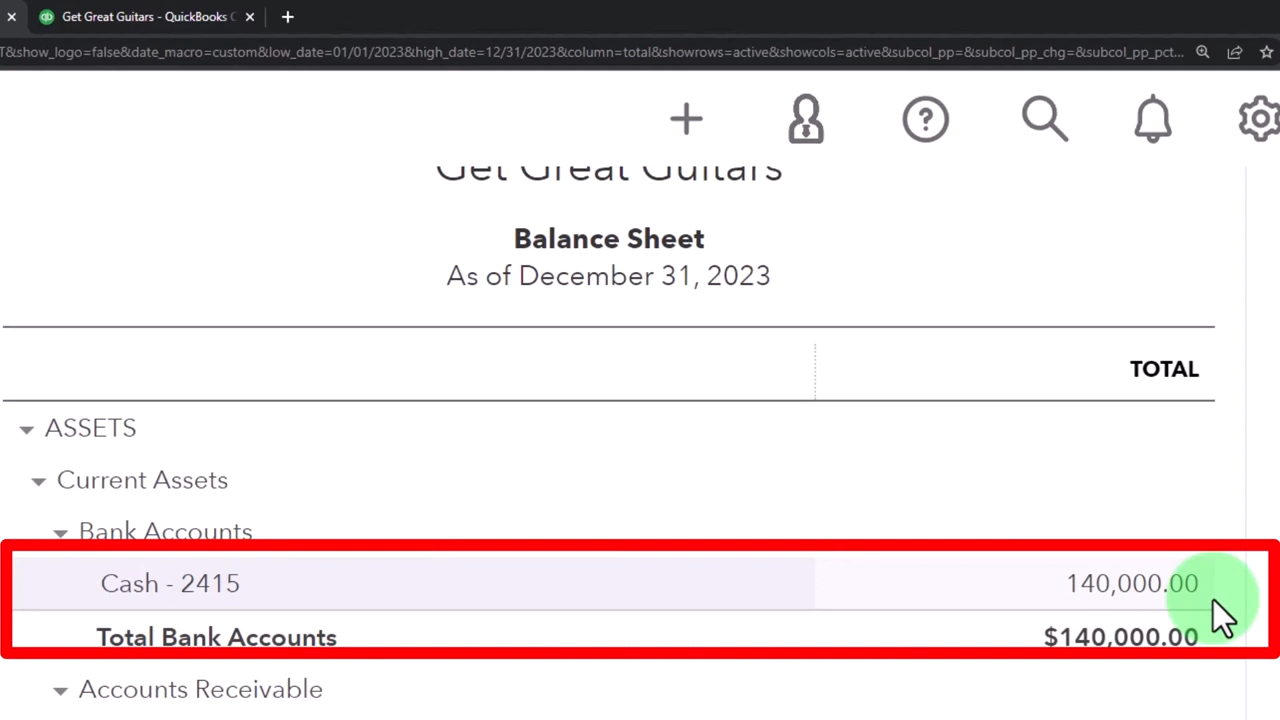 Get Great Guitars - QuickBooks
T&show_logo=false&date_macro=custom&low_date=01/01/2023&high_date=12/31/2023&column=total&showrows=active&showcols=active&subcol_pp=&subcol_pp_chg=&subcol_pp_pct...
Get Great Guitars
Balance Sheet
As of December 31, 2023
TOTAL
ASSETS
Current Assets
Bank Accounts
Cash - 2415 140,000.00
Total Bank Accounts $140,000.00
Accounts Receivable